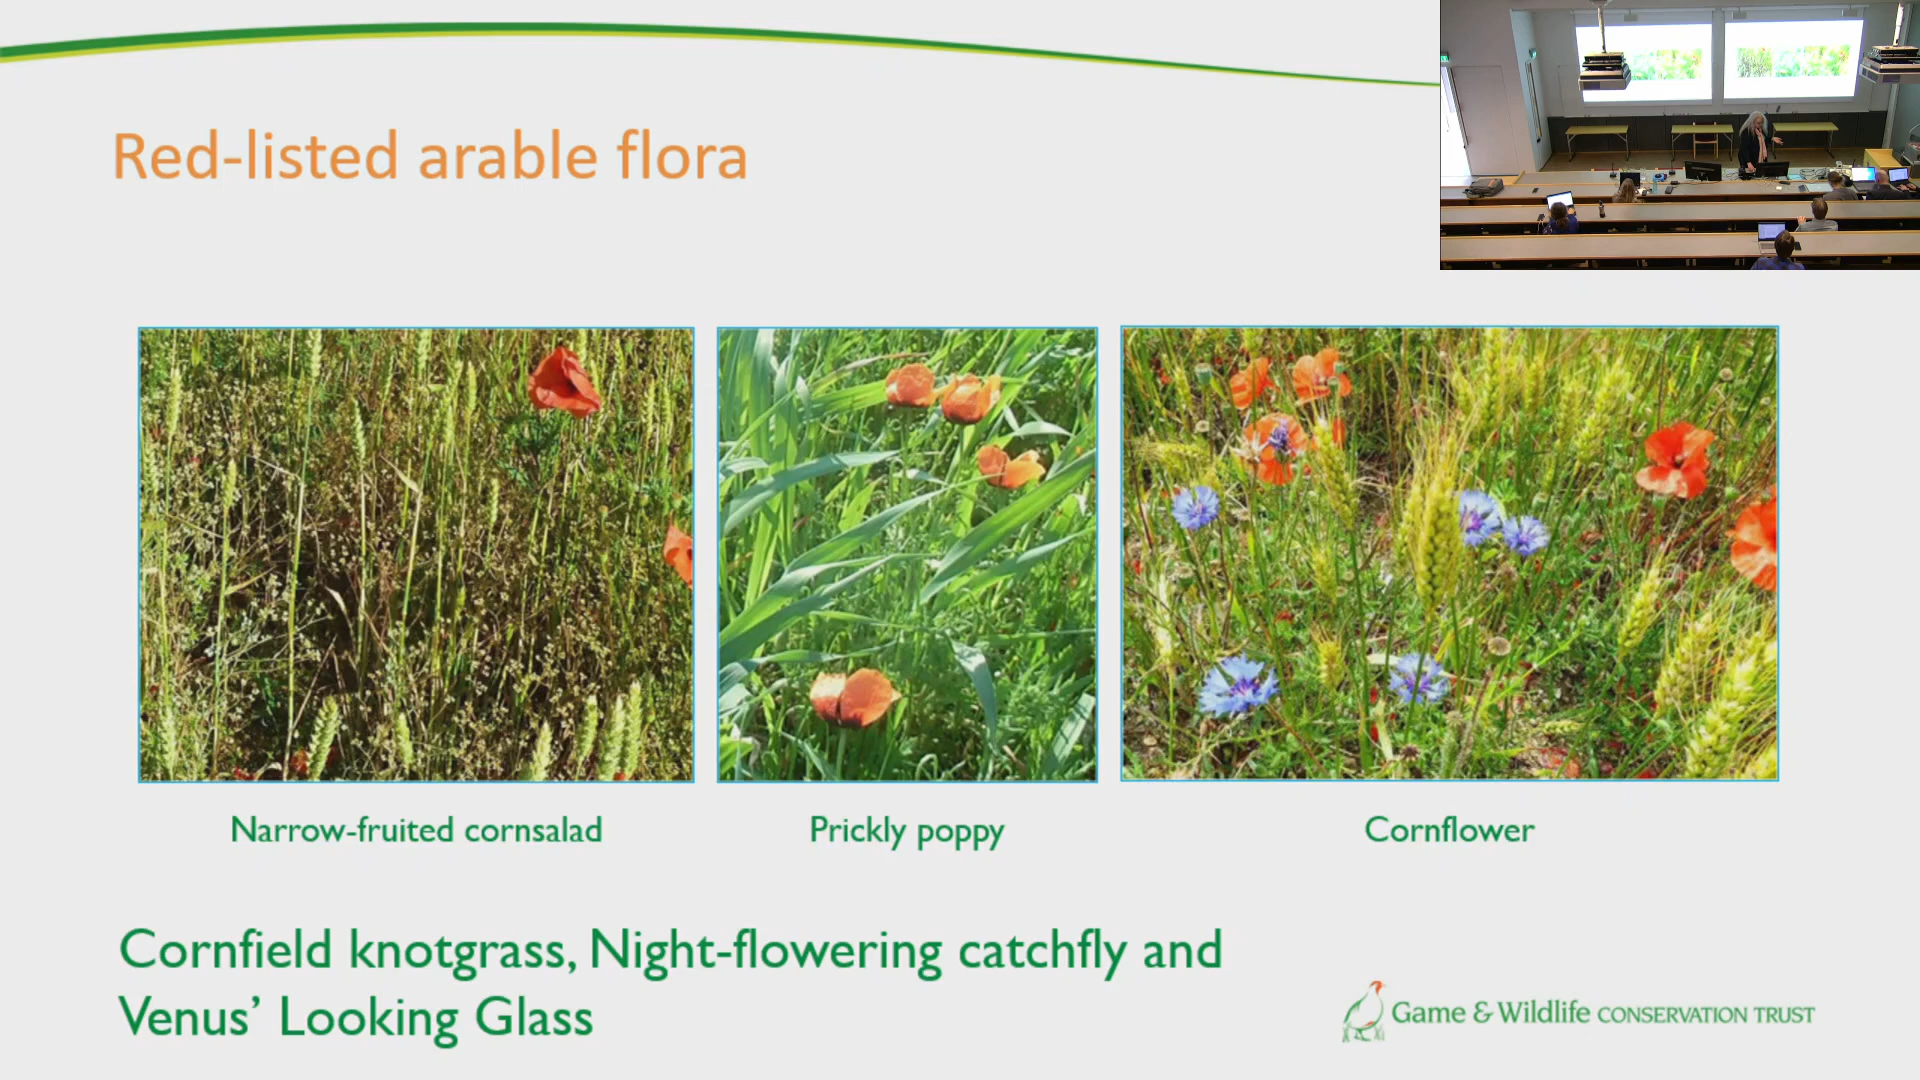 Red-listed arable flora
Narrow-fruited cornsalad
Prickly poppy
Cornflower
Cornfield knotgrass, Night-flowering catchfly and
Venus’ Looking Glass
Game & Wildlife CONSERVATION TRUST